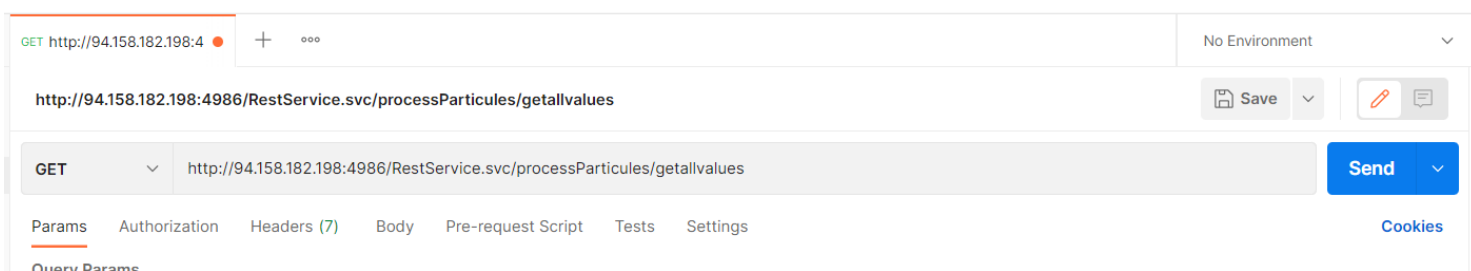 GET http://94.158.182.198:4 No Environment
http://94.158.182.198:4986/RestService.svc/processParticules/getallvalues Save
GET http://94.158.182.198:4986/RestService.svc/processParticules/getallvalues Send
Params Authorization Headers (7) Body Pre-request Script Tests Settings Cookies
Query Params